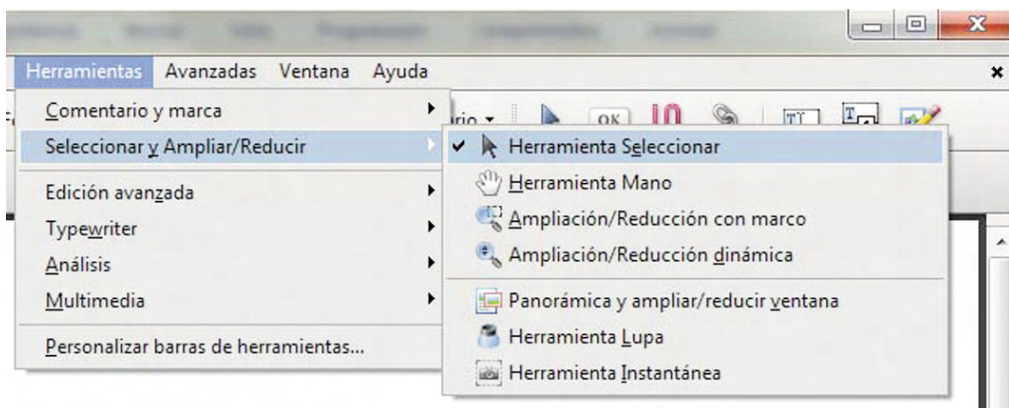 Herramientas Avanzadas Ventana Ayuda
Comentario y marca
Seleccionar y Ampliar/Reducir
Edición avanzada
Typewriter
Análisis
Multimedia
Personalizar barras de herramientas...
OK
Herramienta Seleccionar
Herramienta Mano
Ampliación/Reducción con marco
Ampliación/Reducción dinámica
Panorámica y ampliar/reducir ventana
Herramienta Lupa
Herramienta Instantánea